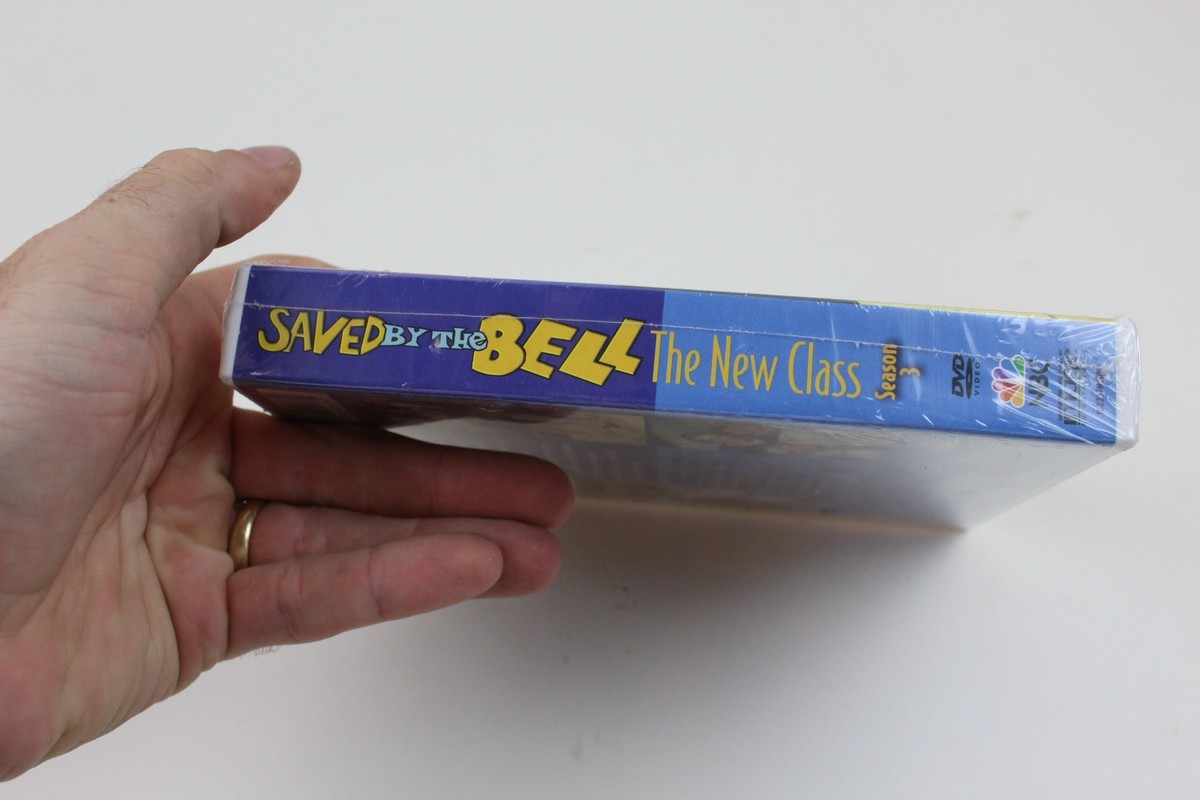 SAVED BY THE BELL The New Class
Season
3
DVD
VIDEO
NBC